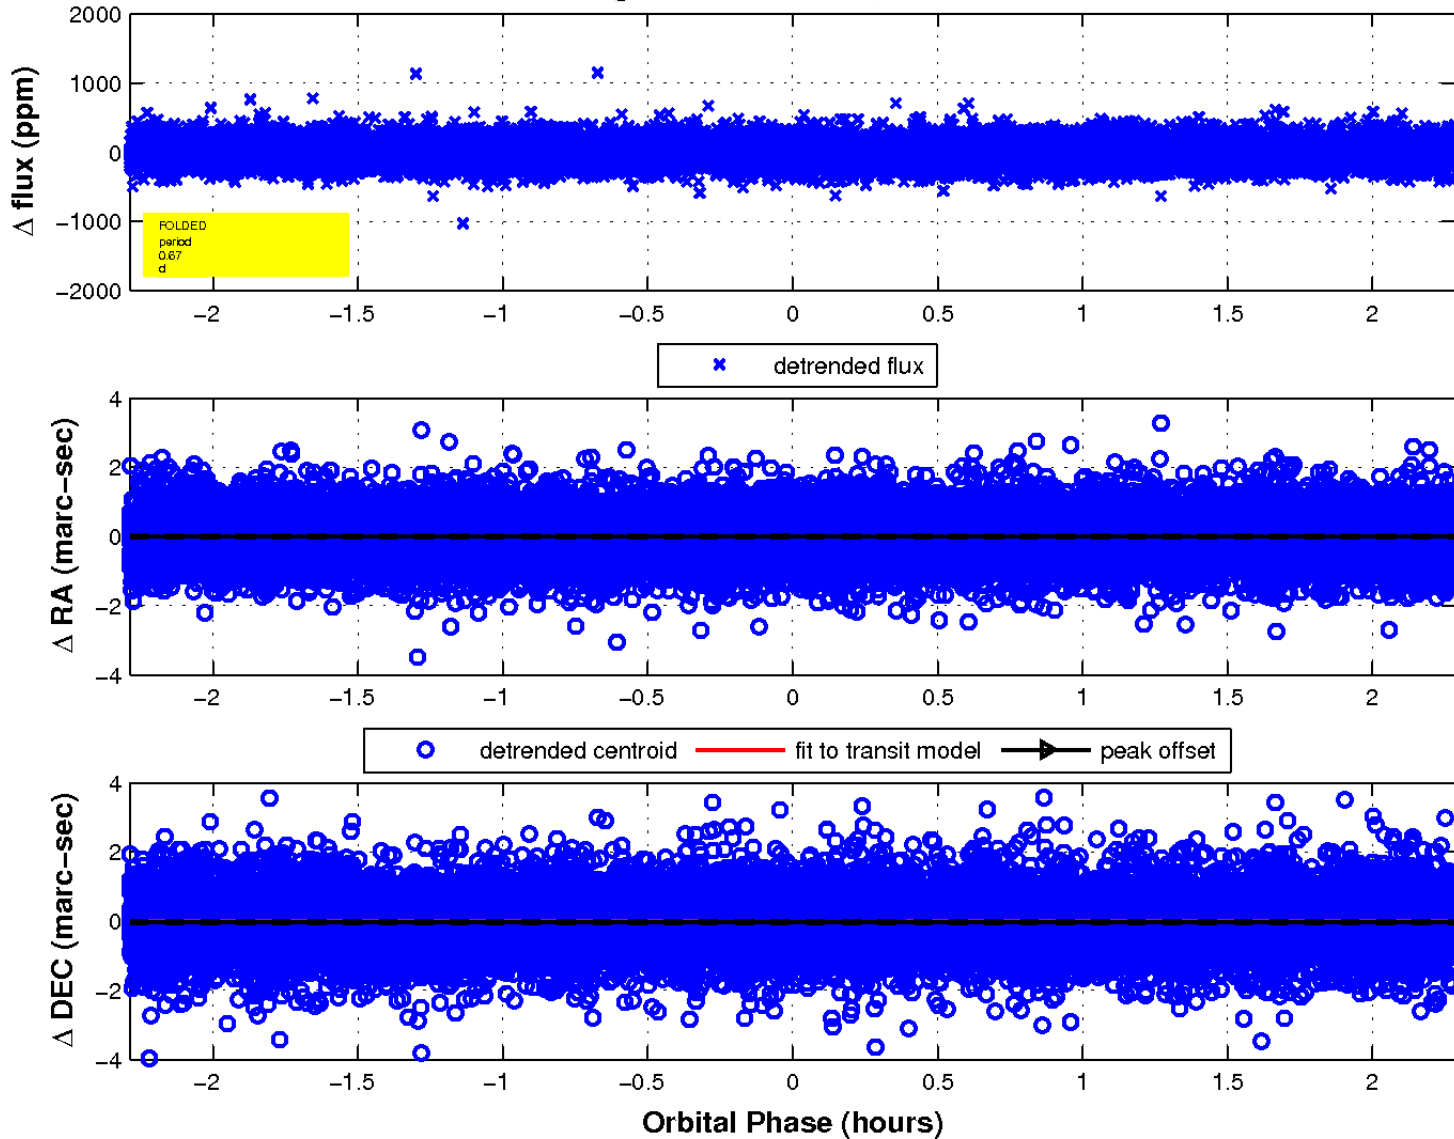 2000
1000
0
−1000
−2000
Δ flux (ppm)
FOLDED
period
0.67
d
−2 −1.5 −1 −0.5 0 0.5 1 1.5 2
detrended flux
4
2
0
−2
−4
Δ RA (marc−sec)
−2 −1.5 −1 −0.5 0 0.5 1 1.5 2
detrended centroid fit to transit model peak offset
4
2
0
−2
−4
Δ DEC (marc−sec)
−2 −1.5 −1 −0.5 0 0.5 1 1.5 2
Orbital Phase (hours)